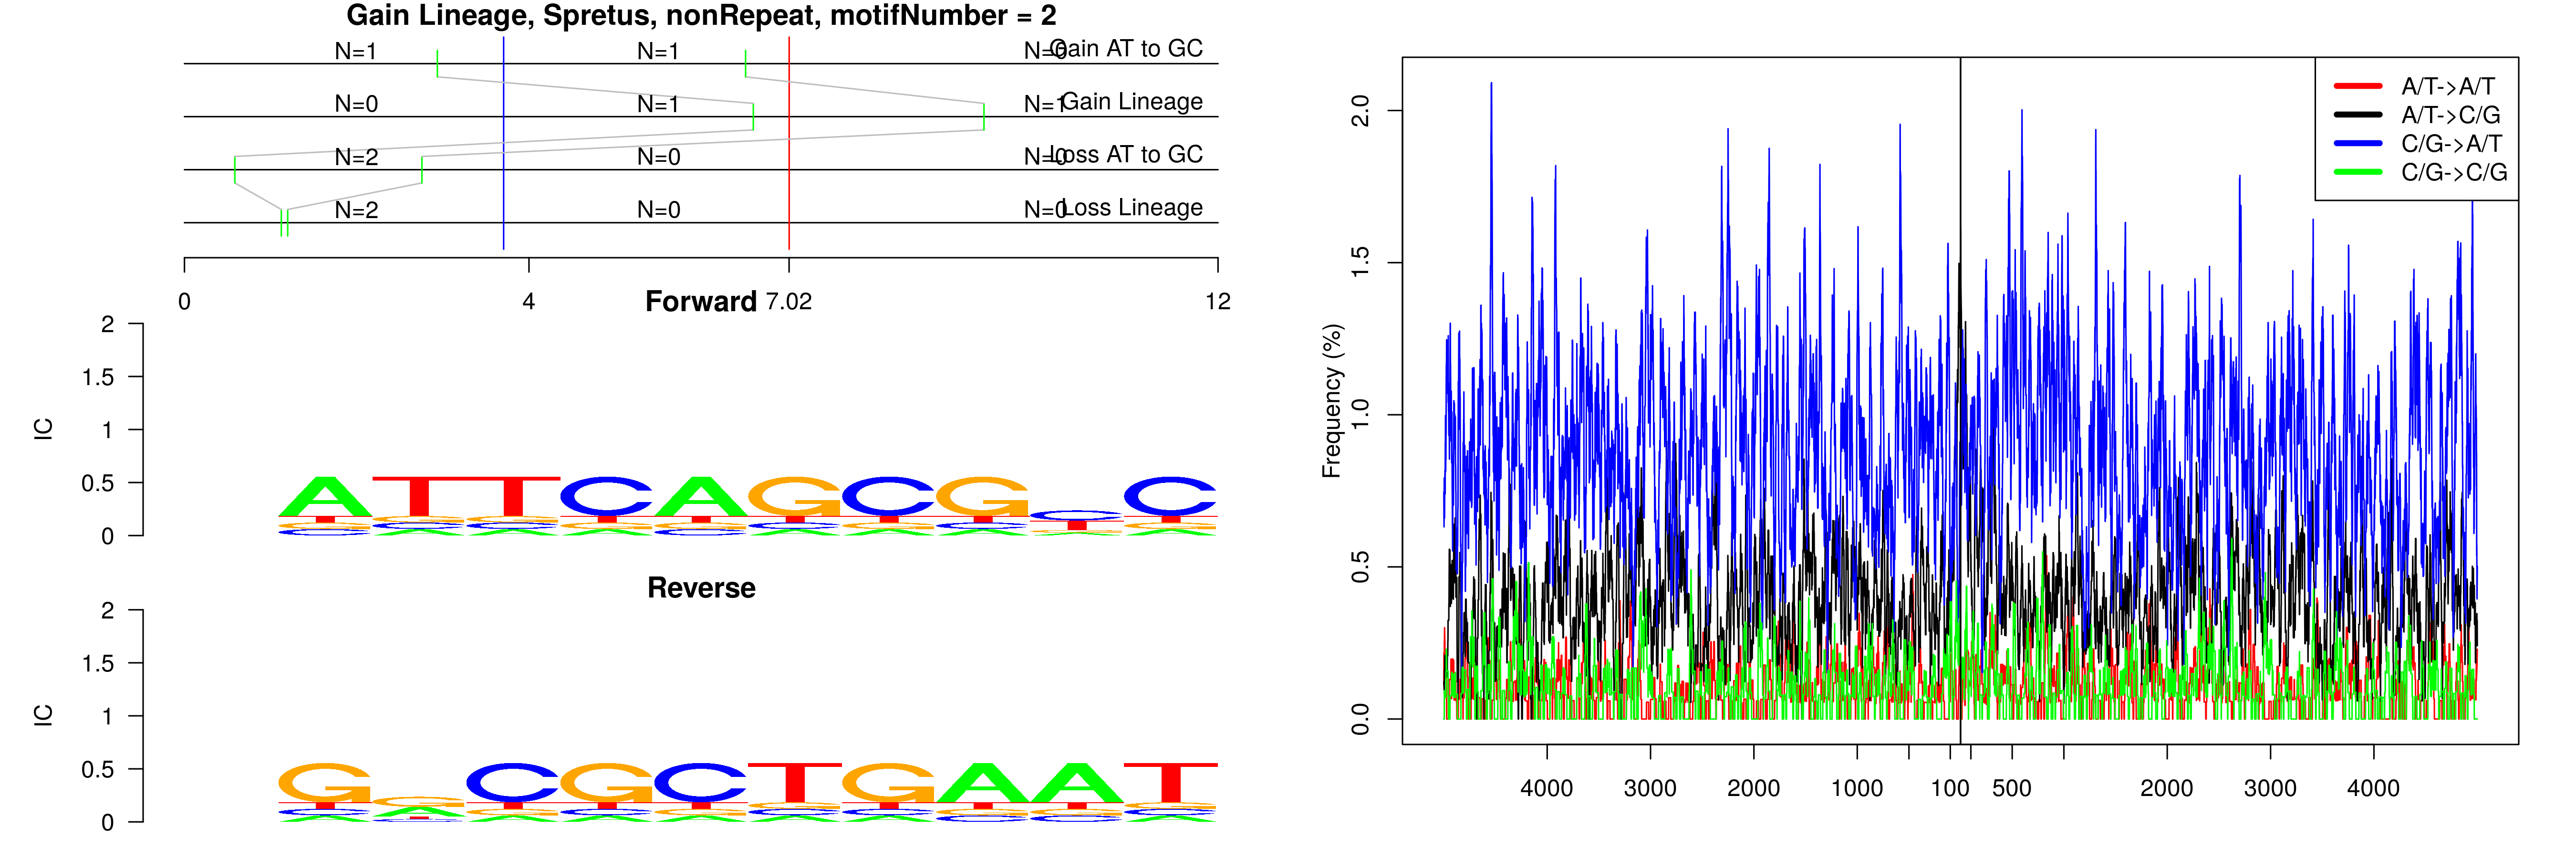 Gain Lineage, Spretus, nonRepeat, motifNumber = 2
N=1 N=1 N=0 Gain AT to GC
N=0 N=1 N=1 Gain Lineage
N=2 N=0 N=0 Loss AT to GC
N=2 N=0 N=0 Loss Lineage
0 4 7.02 12
Forward
2
1.5
1
0.5
0
IC
ATTCAGCGCC
Reverse
2
1.5
1
0.5
0
IC
GGCGCTGAAT
A/T->A/T
A/T->C/G
C/G->A/T
C/G->C/G
Frequency (%)
2.0
1.5
1.0
0.5
0.0
4000 3000 2000 1000 100 500 2000 3000 4000